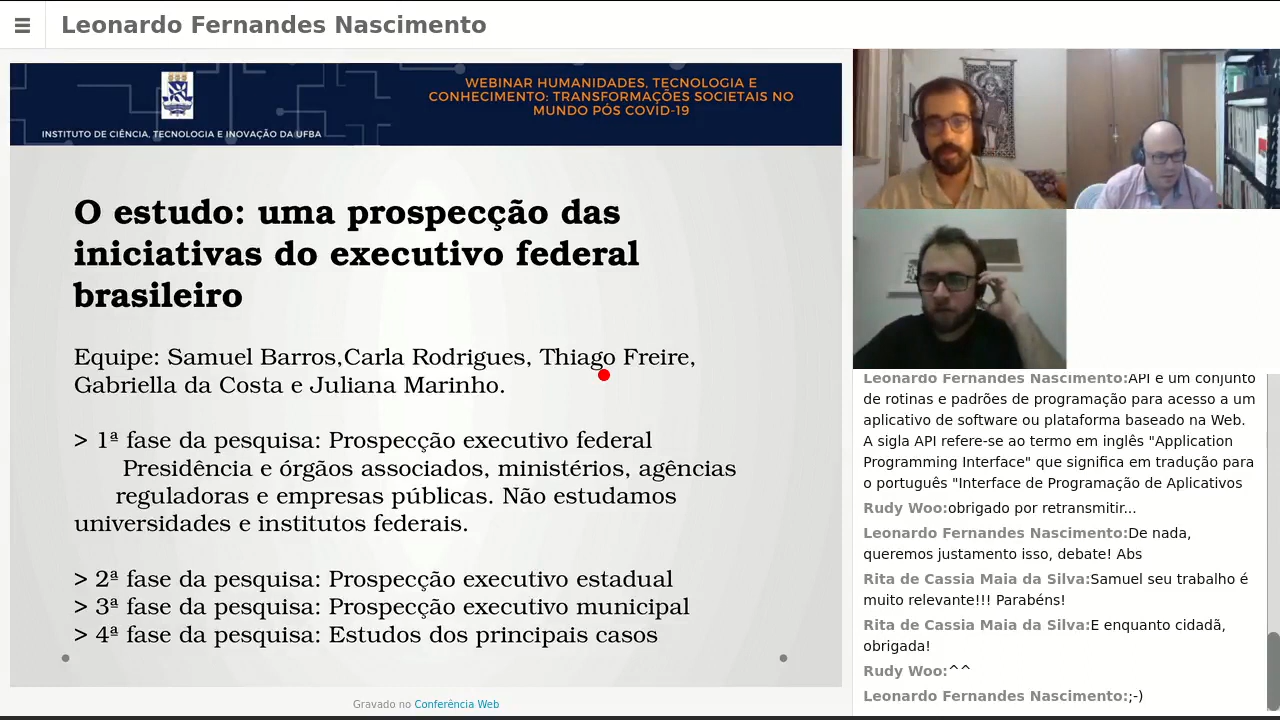 Leonardo Fernandes Nascimento
WEBINAR HUMANIDADES, TECNOLOGIA E
CONHECIMENTO: TRANSFORMAÇÕES SOCIETAIS NO
MUNDO PÓS COVID-19
INSTITUTO DE CIÊNCIA, TECNOLOGIA E INOVAÇÃO DA UFBA
O estudo: uma prospecção das
iniciativas do executivo federal
brasileiro
Equipe: Samuel Barros,Carla Rodrigues, Thiago Freire,
Gabriella da Costa e Juliana Marinho.
> 1ª fase da pesquisa: Prospecção executivo federal
Presidência e órgãos associados, ministérios, agências
reguladoras e empresas públicas. Não estudamos
universidades e institutos federais.
> 2ª fase da pesquisa: Prospecção executivo estadual
> 3ª fase da pesquisa: Prospecção executivo municipal
> 4ª fase da pesquisa: Estudos dos principais casos
Gravado no Conferência Web
Leonardo Fernandes Nascimento:API é um conjunto
de rotinas e padrões de programação para acesso a um
aplicativo de software ou plataforma baseado na Web.
A sigla API refere-se ao termo em inglês "Application
Programming Interface" que significa em tradução para
o português "Interface de Programação de Aplicativos
Rudy Woo:obrigado por retransmitir...
Leonardo Fernandes Nascimento:De nada,
queremos justamento isso, debate! Abs
Rita de Cassia Maia da Silva:Samuel seu trabalho é
muito relevante!!! Parabéns!
Rita de Cassia Maia da Silva:E enquanto cidadã,
obrigada!
Rudy Woo:^^
Leonardo Fernandes Nascimento:;-)